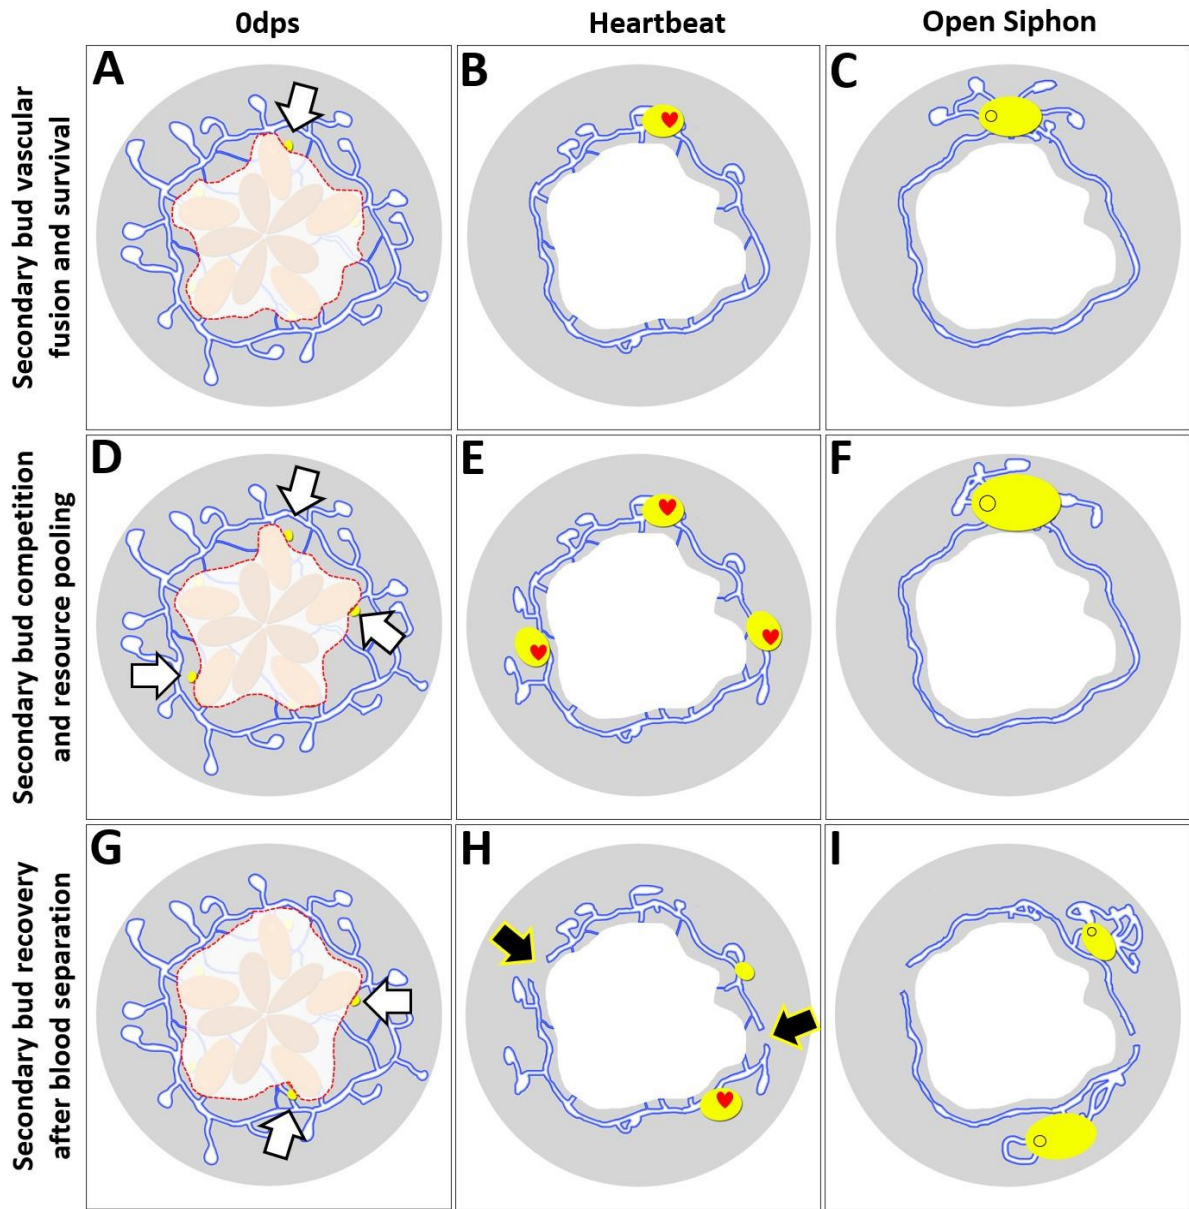 0dps
Heartbeat
Open Siphon
Secondary bud vascular
fusion and survival
A
B
C
Secondary bud competition
and resource pooling
D
E
F
Secondary bud recovery
after blood separation
G
H
I